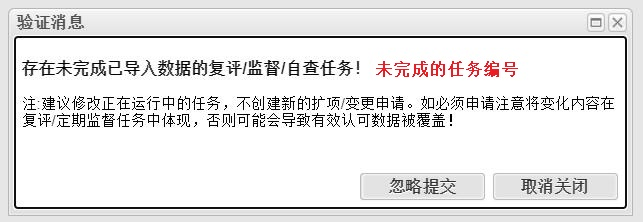 验证消息
存在未完成已导入数据的复评/监督/自查任务！ 未完成的任务编号
注:建议修改正在运行中的任务，不创建新的扩项/变更申请。如必须申请注意将变化内容在
复评/定期监督任务中体现，否则可能会导致有效认可数据被覆盖！
忽略提交 取消关闭